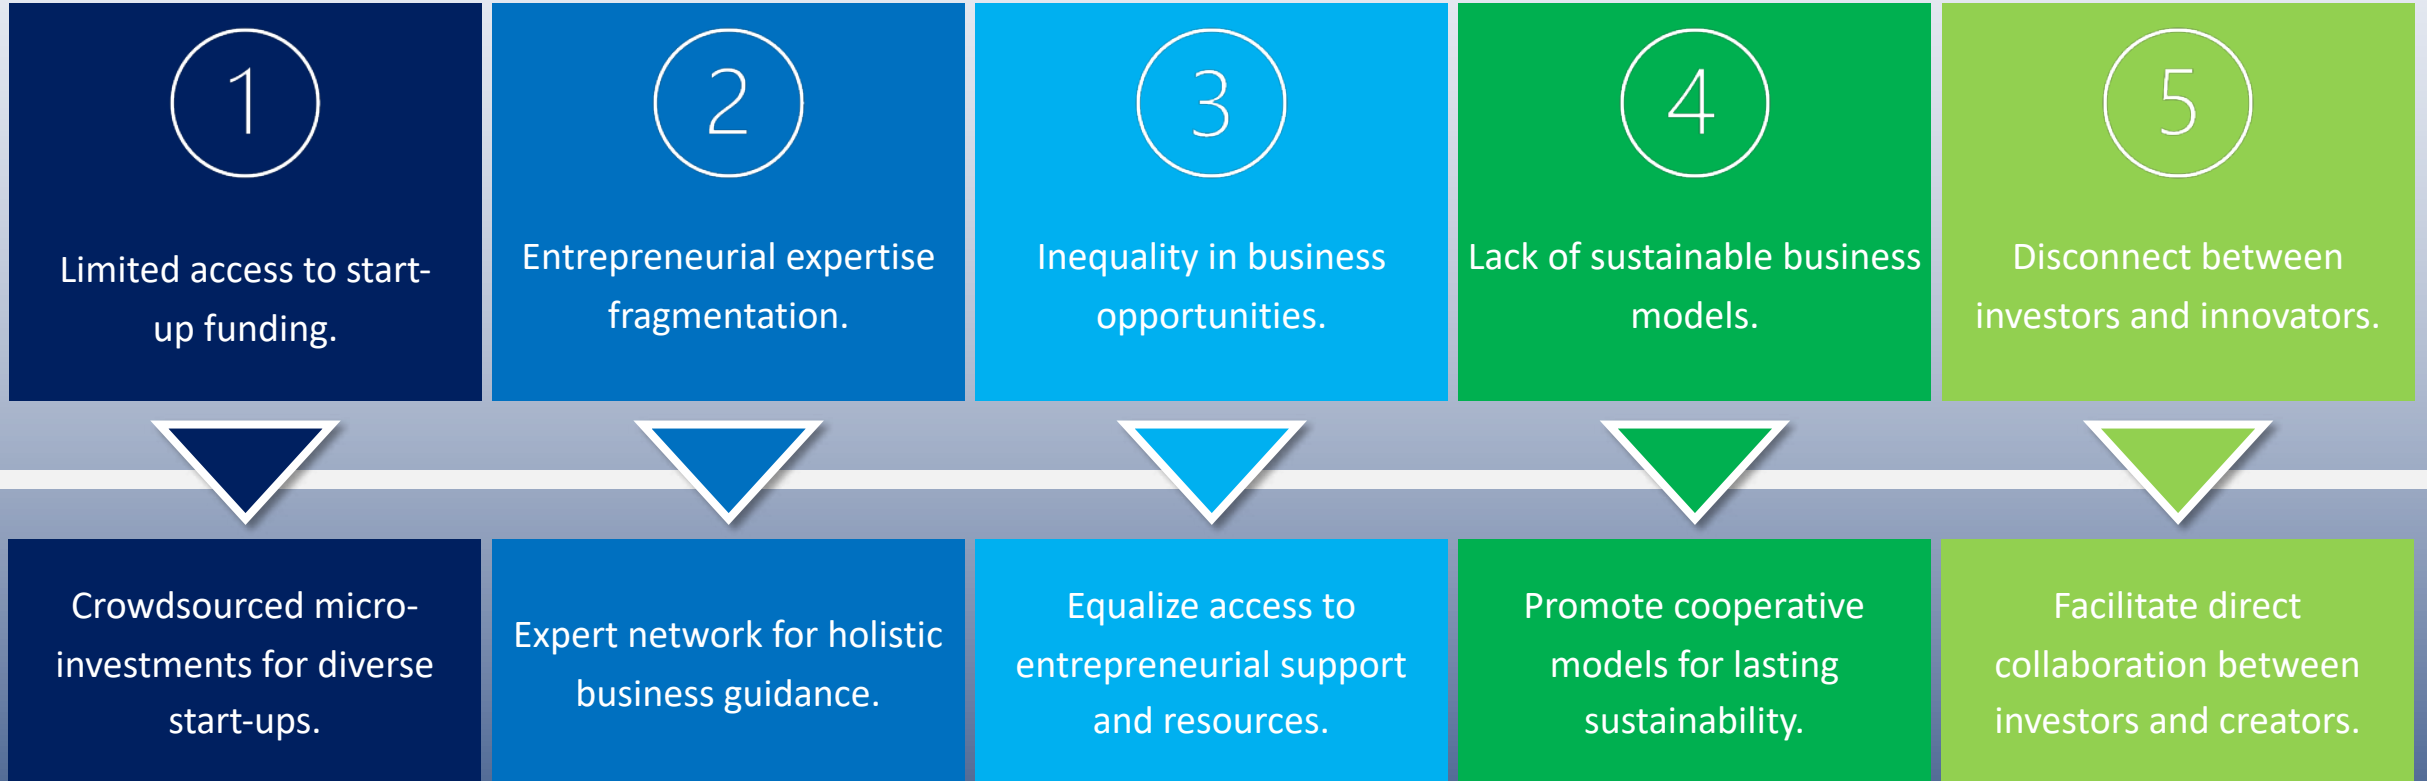 1
Limited access to start-
up funding.
2
Entrepreneurial expertise
fragmentation.
3
Inequality in business
opportunities.
4
Lack of sustainable business
models.
5
Disconnect between
investors and innovators.
Crowdsourced micro-
investments for diverse
start-ups.
Expert network for holistic
business guidance.
Equalize access to
entrepreneurial support
and resources.
Promote cooperative
models for lasting
sustainability.
Facilitate direct
collaboration between
investors and creators.